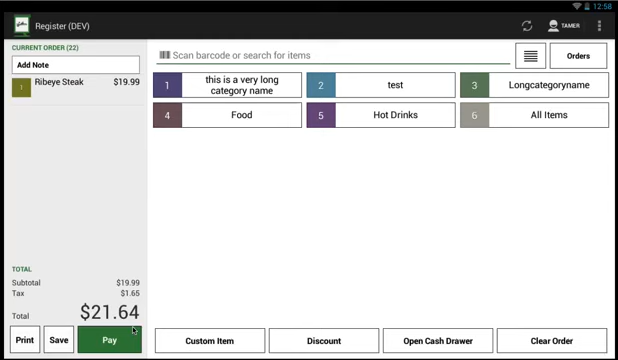 12:58
Register (DEV)
TAMER
CURRENT ORDER (22)
Add Note
1 Ribeye Steak $19.99
TOTAL
Subtotal $19.99
Tax $1.65
Total $21.64
Print Save Pay
Scan barcode or search for items
Orders
1 this is a very long
category name
2 test
3 Longcategoryname
4 Food
5 Hot Drinks
6 All Items
Custom Item Discount Open Cash Drawer Clear Order